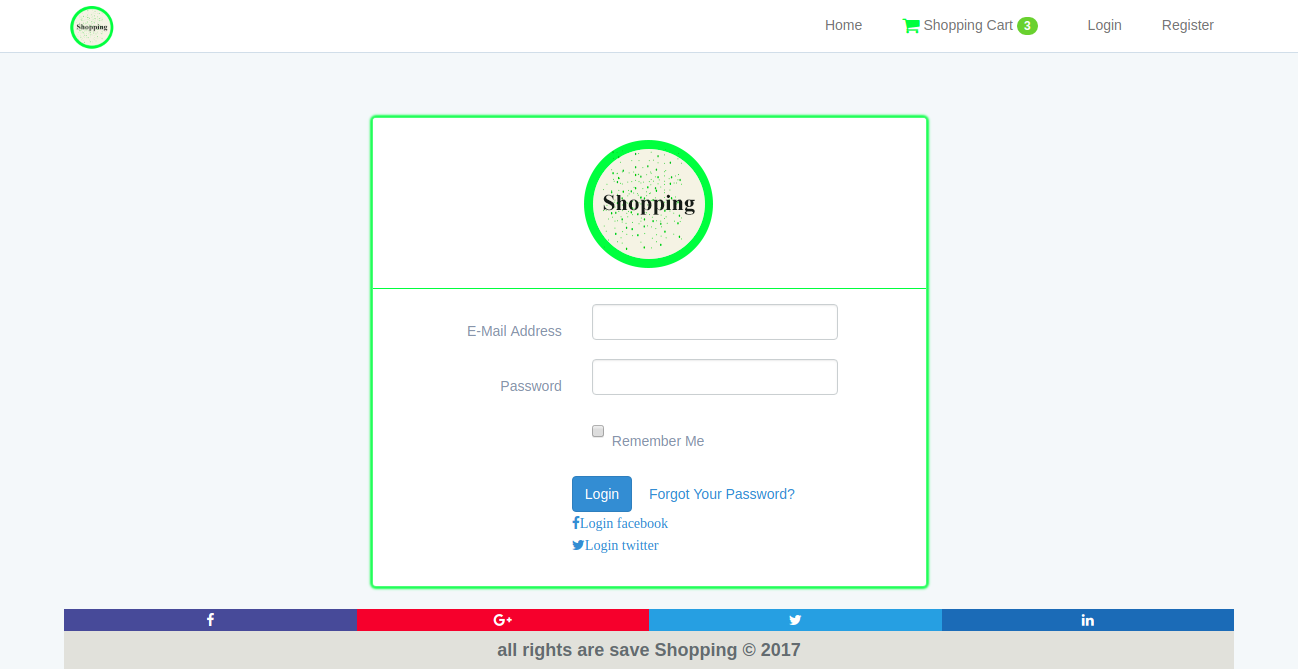 Shopping
Home
Shopping Cart 3
Login
Register
Shopping
E-Mail Address
Password
Remember Me
Login
Forgot Your Password?
Login facebook
Login twitter
all rights are save Shopping © 2017